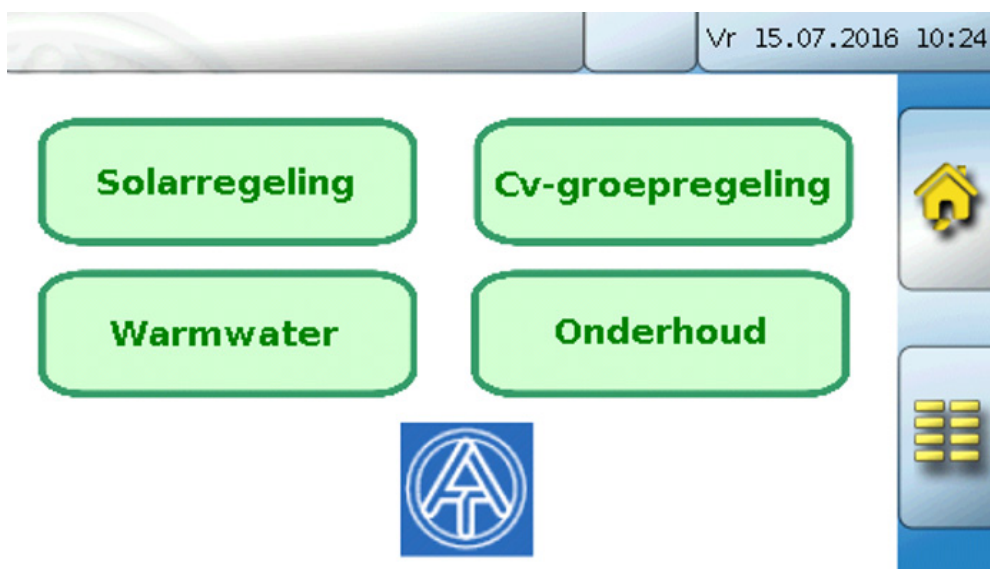 Vr 15.07.2016 10:24
Solarregeling
Cv-groepregeling
Warmwater
Onderhoud